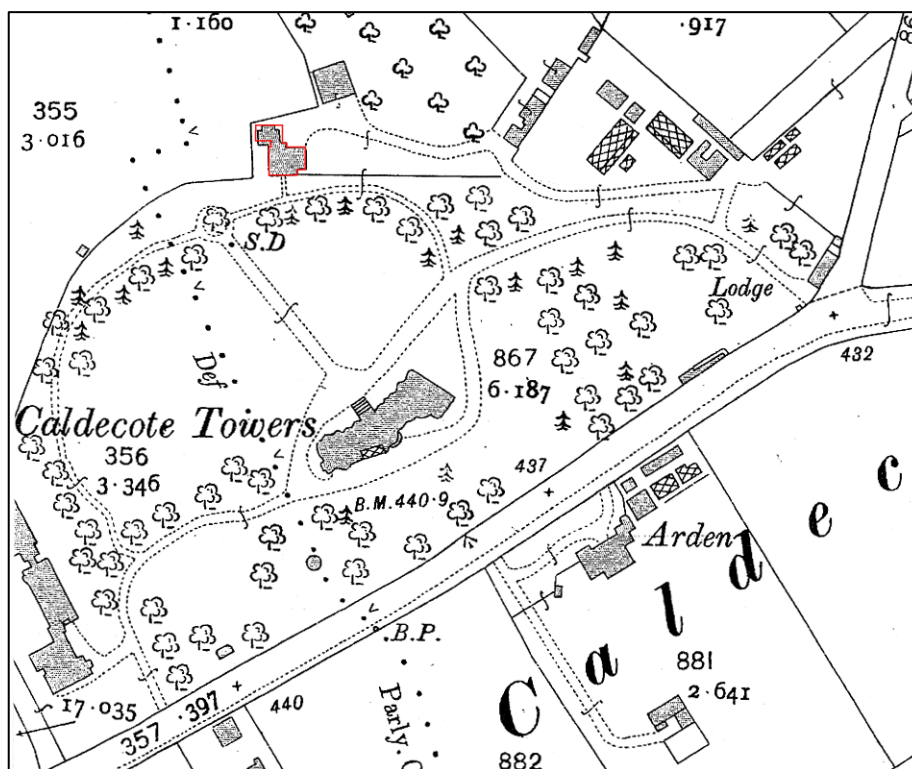 1·160
·917
355
3·016
S.D
Lodge
432
867
6·187
Def
Caldecote Towers
356
3·346
437
B.M.440·9
Arden
Caldec
B.P.
881
2·641
17·035
357 ·397
440
Parly.
882